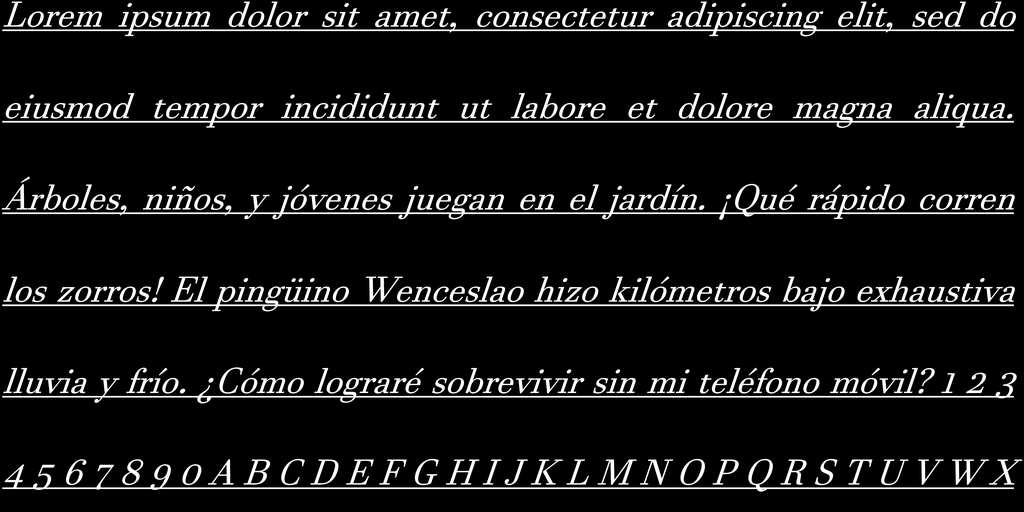 Lorem ipsum dolor sit amet, consectetur adipiscing elit, sed do
eiusmod tempor incididunt ut labore et dolore magna aliqua.
Árboles, niños, y jóvenes juegan en el jardín. ¡Qué rápido corren
los zorros! El pingüino Wenceslao hizo kilómetros bajo exhaustiva
lluvia y frío. ¿Cómo lograré sobrevivir sin mi teléfono móvil? 1 2 3
4 5 6 7 8 9 0 A B C D E F G H I J K L M N O P Q R S T U V W X